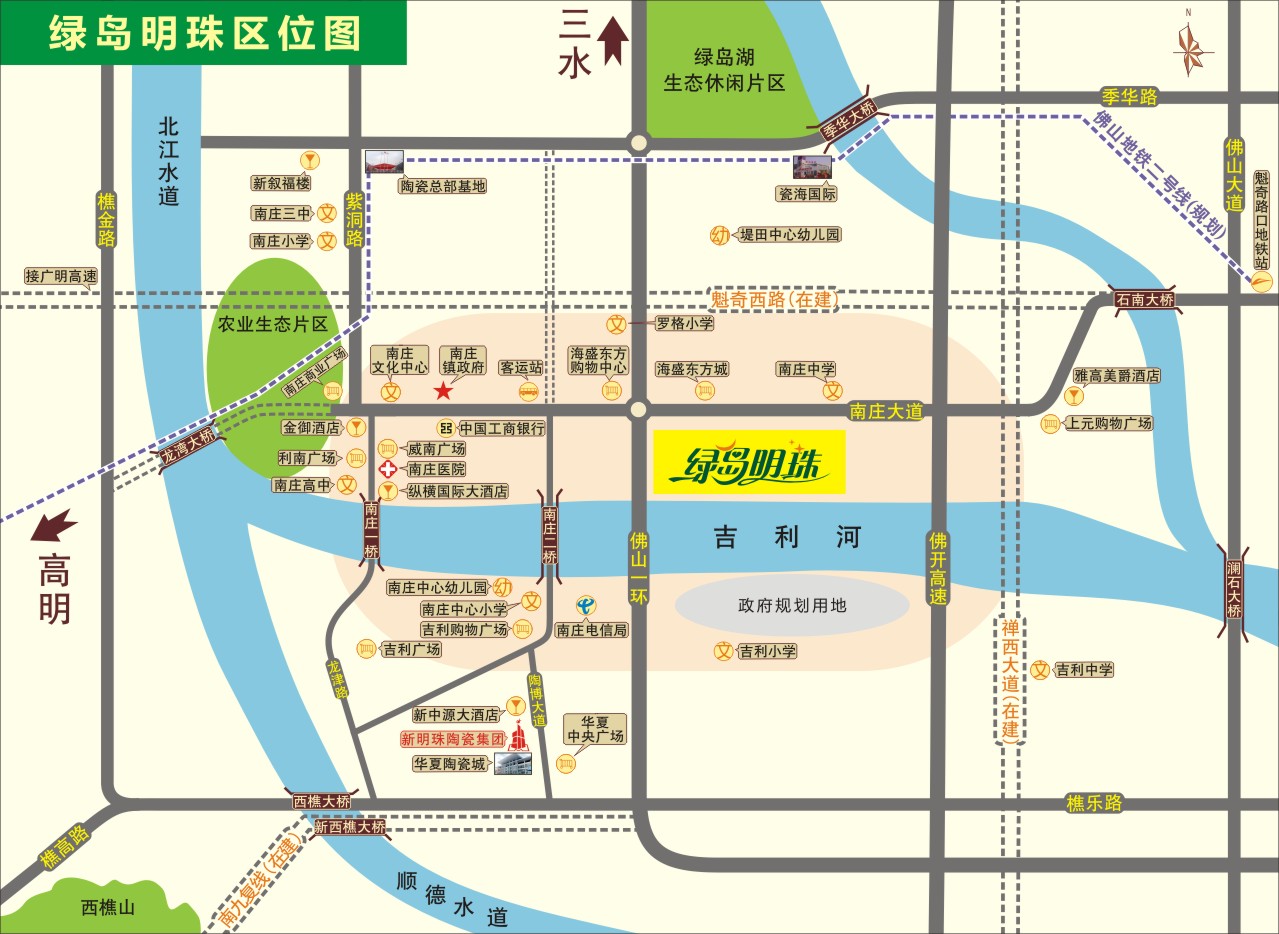 绿岛明珠区位图
三水
N
绿岛湖
生态休闲片区
季华大桥
季华路
佛山地铁二号线(规划)
佛山大道
魁奇路口地铁站
北江水道
樵金路
紫洞路
新叙福楼
南庄三中
文
南庄小学
文
陶瓷总部基地
瓷海国际
幼
堤田中心幼儿园
接广明高速
魁奇西路(在建)
石南大桥
农业生态片区
文
罗格小学
南庄商业广场
南庄
文化中心
文
南庄
镇政府
客运站
海盛东方
购物中心
海盛东方城
南庄中学
文
雅高美爵酒店
上元购物广场
南庄大道
龙湾大桥
金御酒店
中国工商银行
利南广场
威南广场
南庄高中
文
南庄医院
纵横国际大酒店
绿岛明珠
高明
南庄一桥
南庄二桥
佛山一环
吉利河
佛开高速
澜石大桥
南庄中心幼儿园
幼
南庄中心小学
文
吉利购物广场
南庄电信局
政府规划用地
吉利广场
文
吉利小学
禅西大道(在建)
文
吉利中学
龙津路
陶博大道
新中源大酒店
新明珠陶瓷集团
华夏陶瓷城
华夏
中央广场
西樵大桥
新西樵大桥
樵乐路
樵高路
南九复线(在建)
西樵山
顺德水道